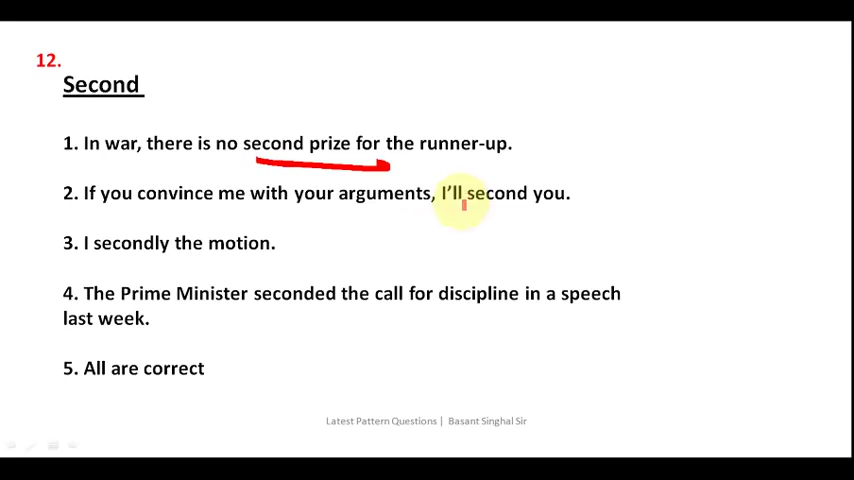 12.
Second
1. In war, there is no second prize for the runner-up.
2. If you convince me with your arguments, I'll second you.
3. I secondly the motion.
4. The Prime Minister seconded the call for discipline in a speech
last week.
5. All are correct
Latest Pattern Questions | Basant Singhal Sir